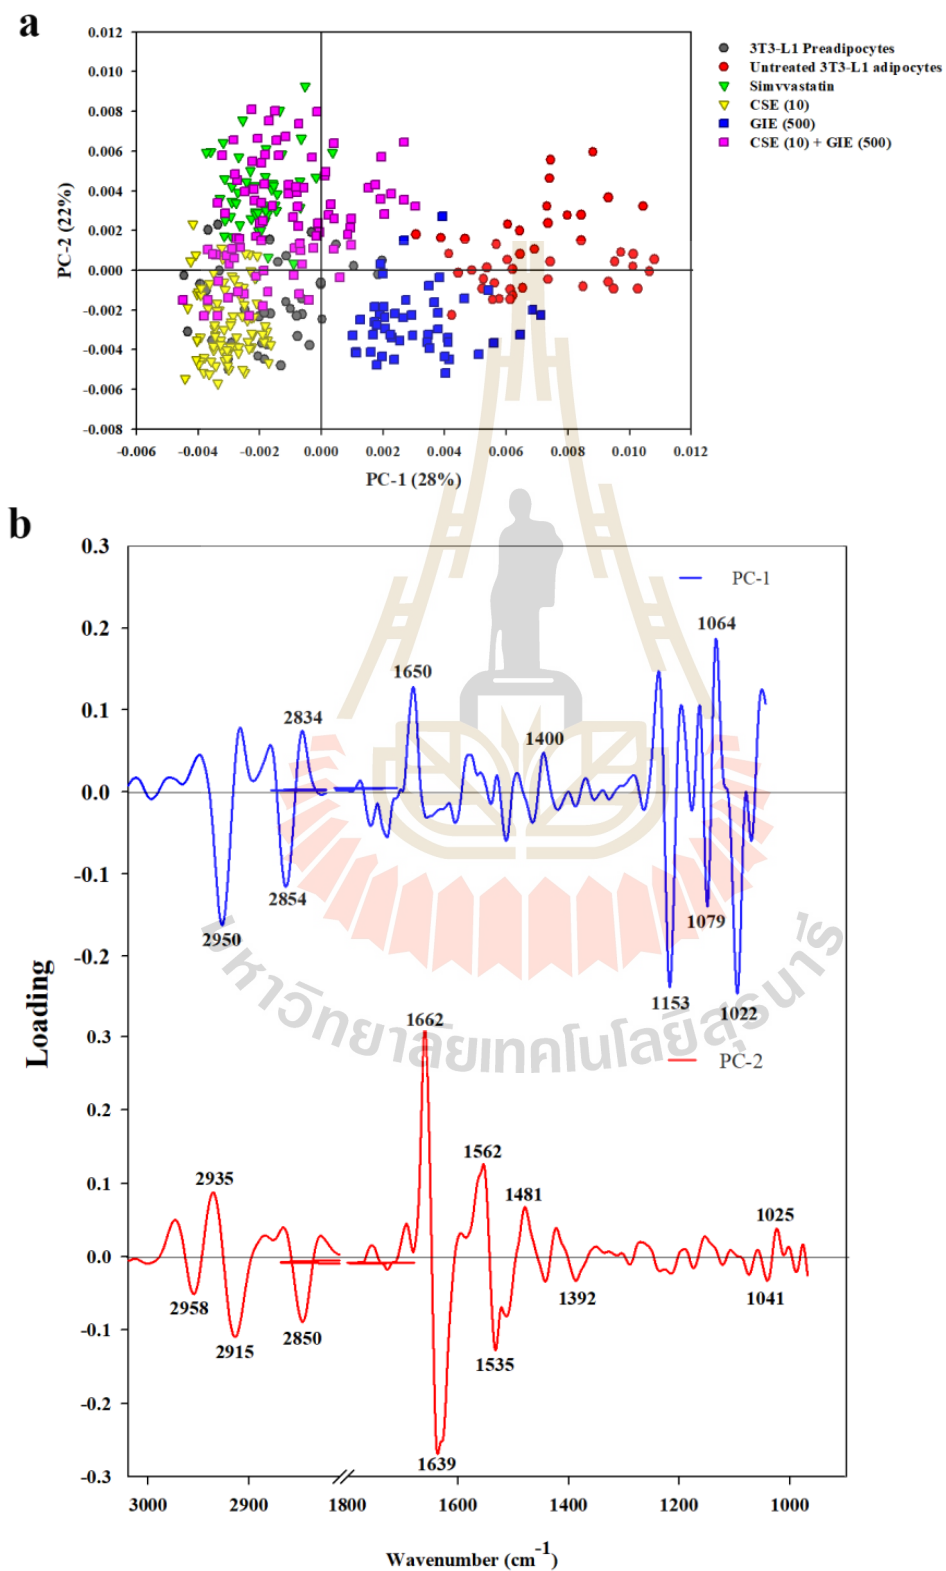 a
0.012
0.010
0.008
0.006
0.004
0.002
0.000
-0.002
-0.004
-0.006
-0.008
PC-2 (22%)
-0.006 -0.004 -0.002 0.000 0.002 0.004 0.006 0.008 0.010 0.012
PC-1 (28%)
3T3-L1 Preadipocytes
Untreated 3T3-L1 adipocytes
Simvvastatin
CSE (10)
GIE (500)
CSE (10) + GIE (500)
b
0.3
0.2
0.1
0.0
-0.1
-0.2
PC-1
1064
1650
2834
1400
2854
1079
2950
1153
1022
Loading
มหาวิทยาลัยเทคโนโลยีสุรนารี
0.3
0.2
0.1
0.0
-0.1
-0.2
-0.3
1662
PC-2
1562
2935
1481
1025
2958
1392
1041
2915
2850
1535
1639
3000 2900 1800 1600 1400 1200 1000
Wavenumber (cm-1)